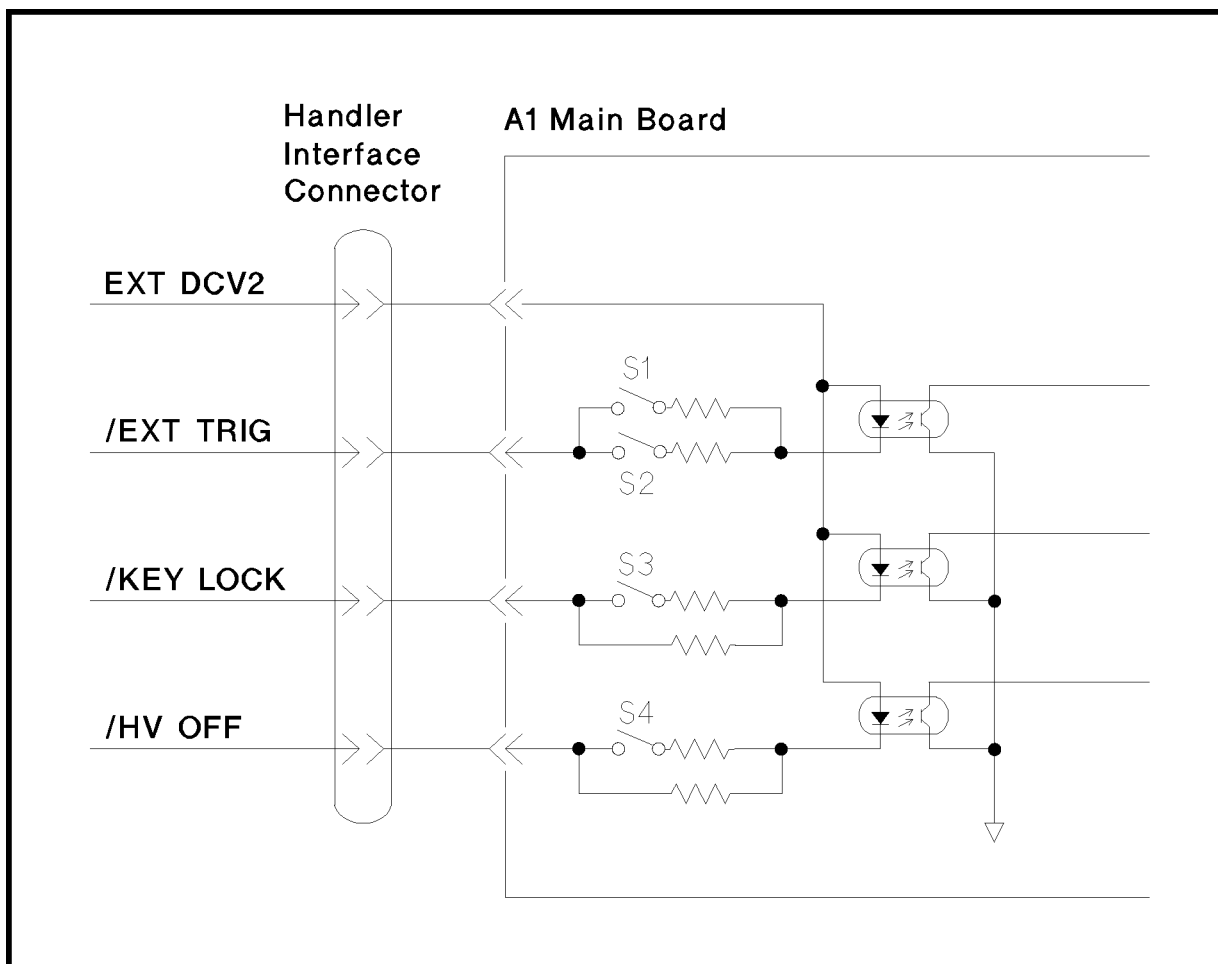 Handler
Interface
Connector
A1 Main Board
EXT DCV2
S1
/EXT TRIG
S2
S3
/KEY LOCK
S4
/HV OFF